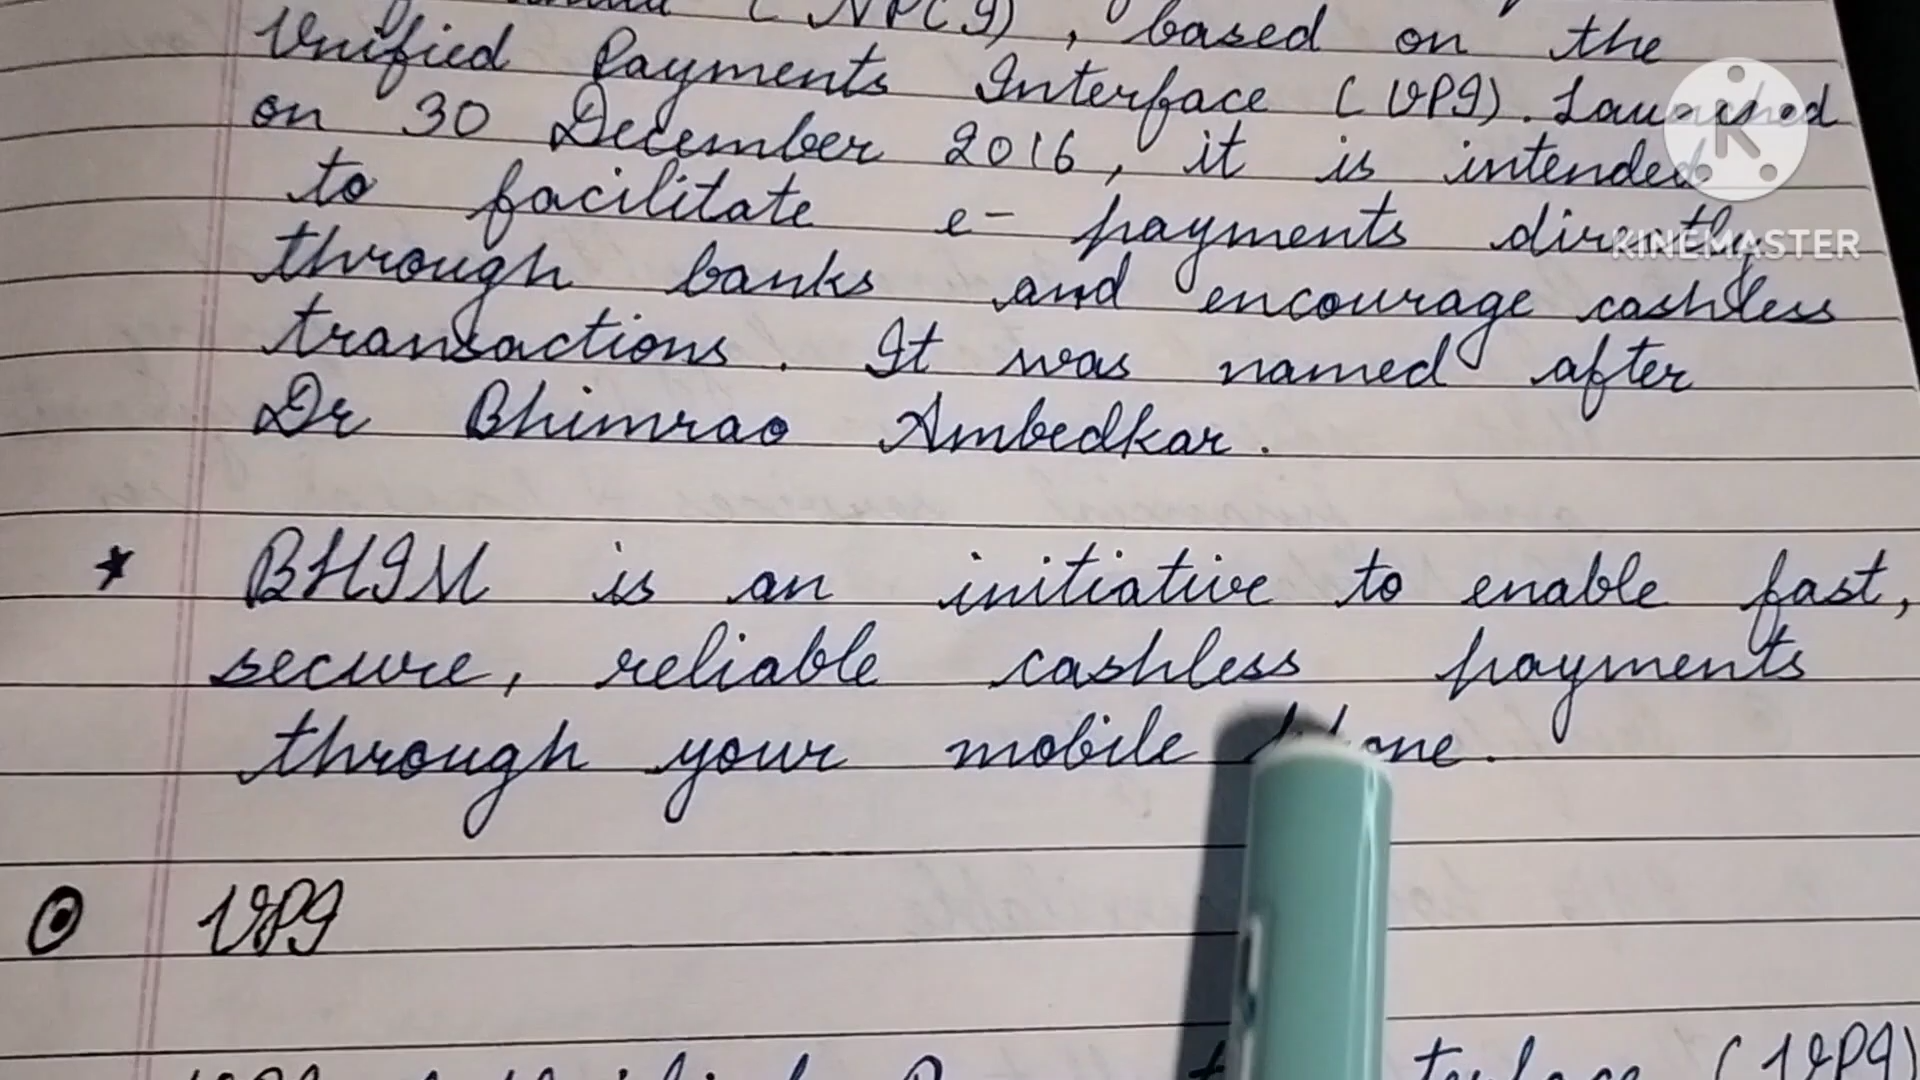 (NPCI), based on the
Unified Payments Interface (UPI). Launched
on 30 December 2016, it is intended
to facilitate e- payments directly
through banks and encourage cashless
transactions. It was named after
Dr Bhimrao Ambedkar.
* BHIM is an initiative to enable fast,
secure, reliable cashless payments
through your mobile phone.
UPI
(UPI)
KINEMASTER